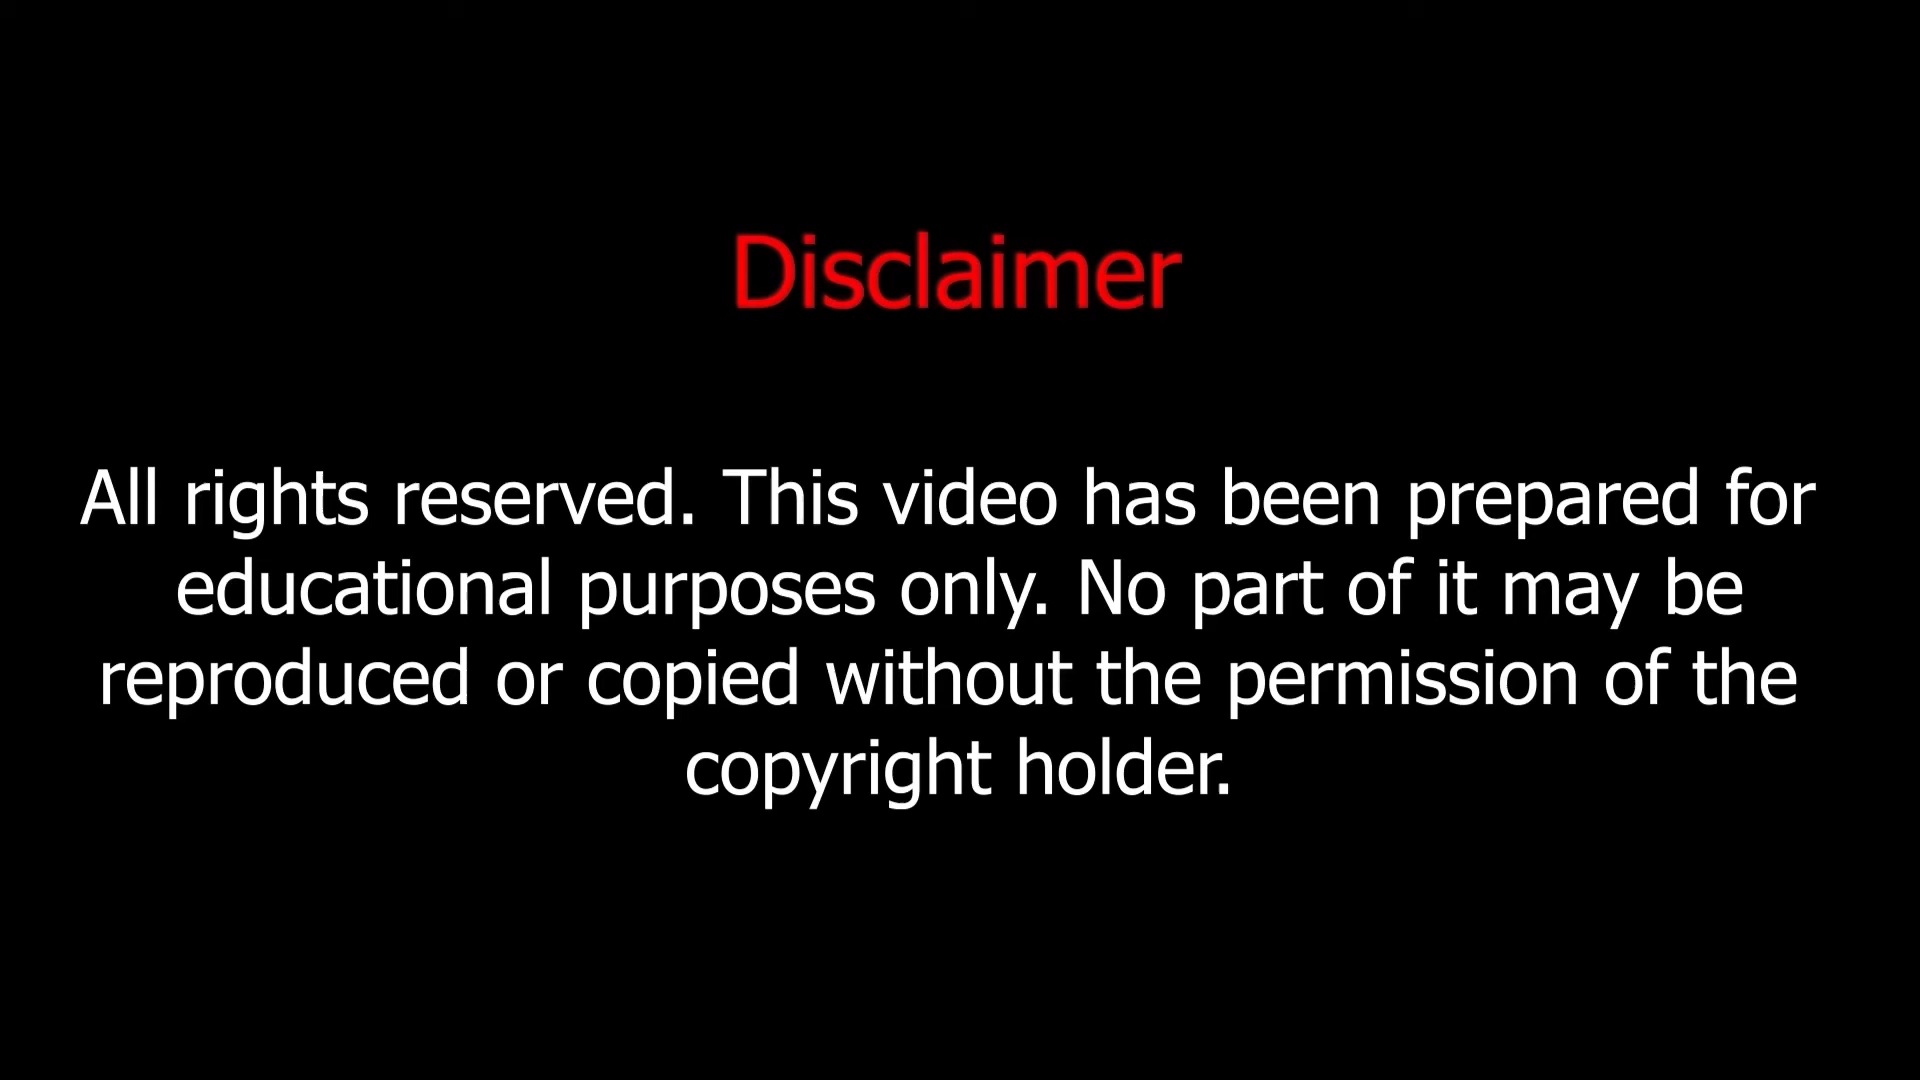 Disclaimer
All rights reserved. This video has been prepared for
educational purposes only. No part of it may be
reproduced or copied without the permission of the
copyright holder.